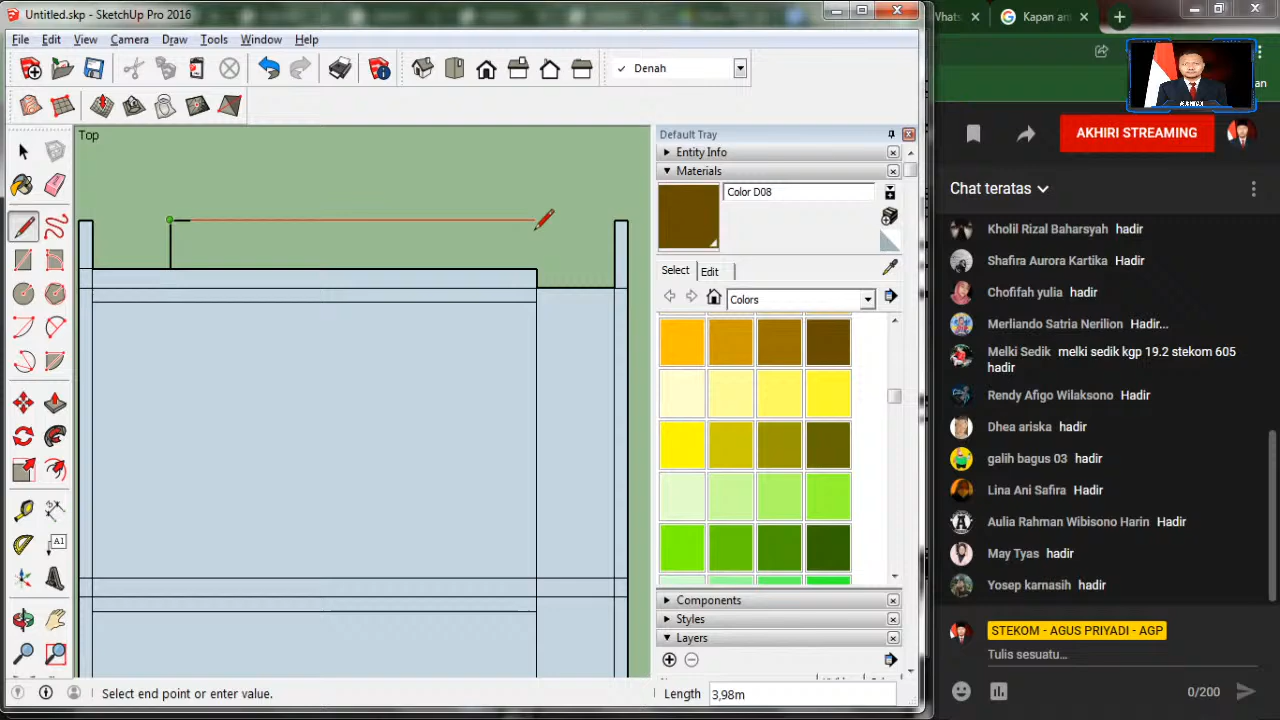 Untitled.skp - SketchUp Pro 2016
File Edit View Camera Draw Tools Window Help
Denah
Top
A1
Default Tray
Entity Info
Materials
Color D08
Select Edit
Colors
Components
Styles
Layers
Select end point or enter value.
Length 3,98m
Whats
Kapan an
AKHIRI STREAMING
Chat teratas
Kholil Rizal Baharsyah hadir
Shafira Aurora Kartika Hadir
Chofifah yulia hadir
Merliando Satria Nerilion Hadir...
Melki Sedik melki sedik kgp 19.2 stekom 605
hadir
Rendy Afigo Wilaksono Hadir
Dhea ariska hadir
galih bagus 03 hadir
Lina Ani Safira Hadir
Aulia Rahman Wibisono Harin Hadir
May Tyas hadir
Yosep karnasih hadir
STEKOM - AGUS PRIYADI - AGP
Tulis sesuatu...
0/200